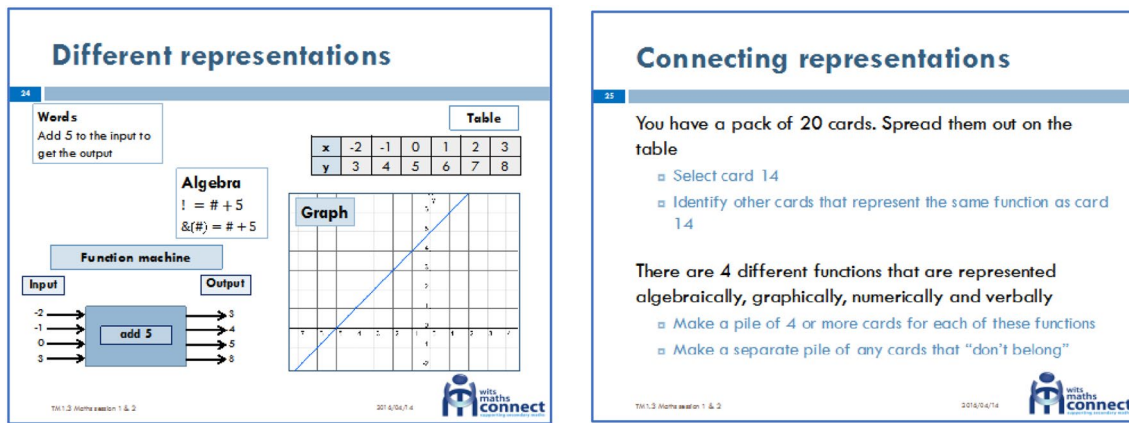 Different representations
24
Words
Add 5 to the input to
get the output
Table
x -2 -1 0 1 2 3
y 3 4 5 6 7 8
Algebra
! = # + 5
&(#) = # + 5
Graph
Function machine
Input
Output
-2
-1
0
3
add 5
3
4
5
8
TM1.3 Maths session 1 & 2
2016/04/14
wits
maths
connect
supporting secondary maths
Connecting representations
25
You have a pack of 20 cards. Spread them out on the
table
Select card 14
Identify other cards that represent the same function as card
14
There are 4 different functions that are represented
algebraically, graphically, numerically and verbally
Make a pile of 4 or more cards for each of these functions
Make a separate pile of any cards that “don’t belong”
TM1.3 Maths session 1 & 2
2016/04/14
wits
maths
connect
supporting secondary maths